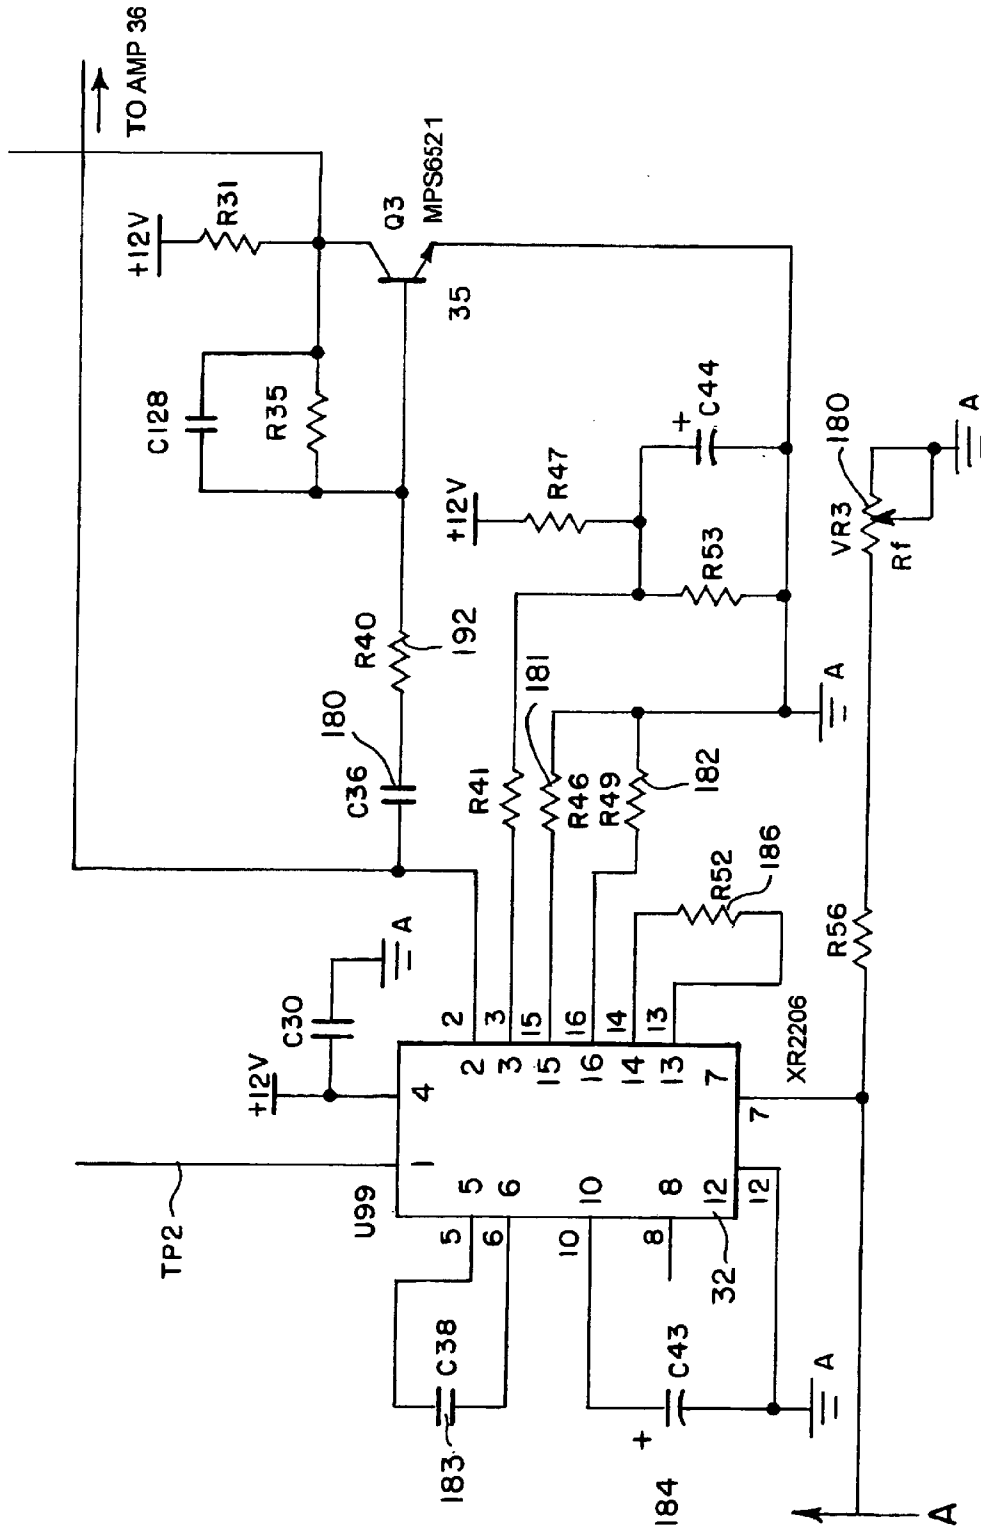 TO AMP 36
+12V
R31
Q3
MPS6521
35
C128
R35
+12V
R47
+
C44
R53
180
VR3
Rf
A
R40
192
180
C36
R41
181
R46
R49
182
A
R52
186
R56
C30
A
+12V
2
3
15
16
14
13
4
2
3
15
16
14
13
7
7
XR2206
1
5
6
10
8
12
12
U99
TP2
5
6
10
8
32
C38
183
C43
+
184
A
A